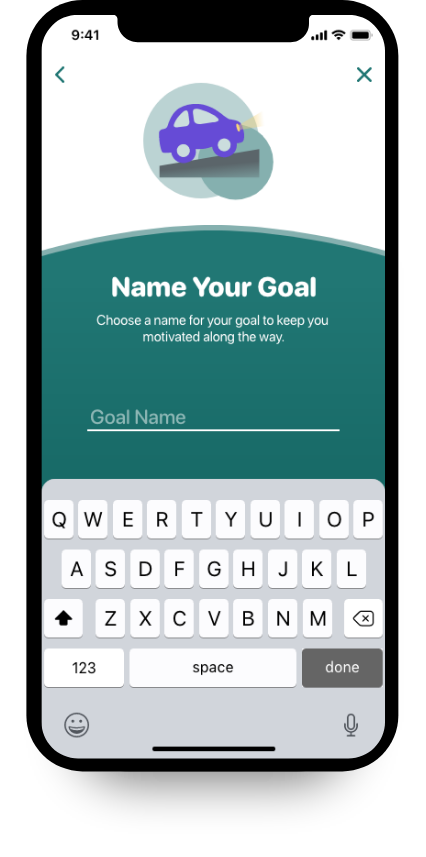 9:41
Name Your Goal
Choose a name for your goal to keep you
motivated along the way.
Goal Name
Q W E R T Y U I O P
A S D F G H J K L
Z X C V B N M
123 space done